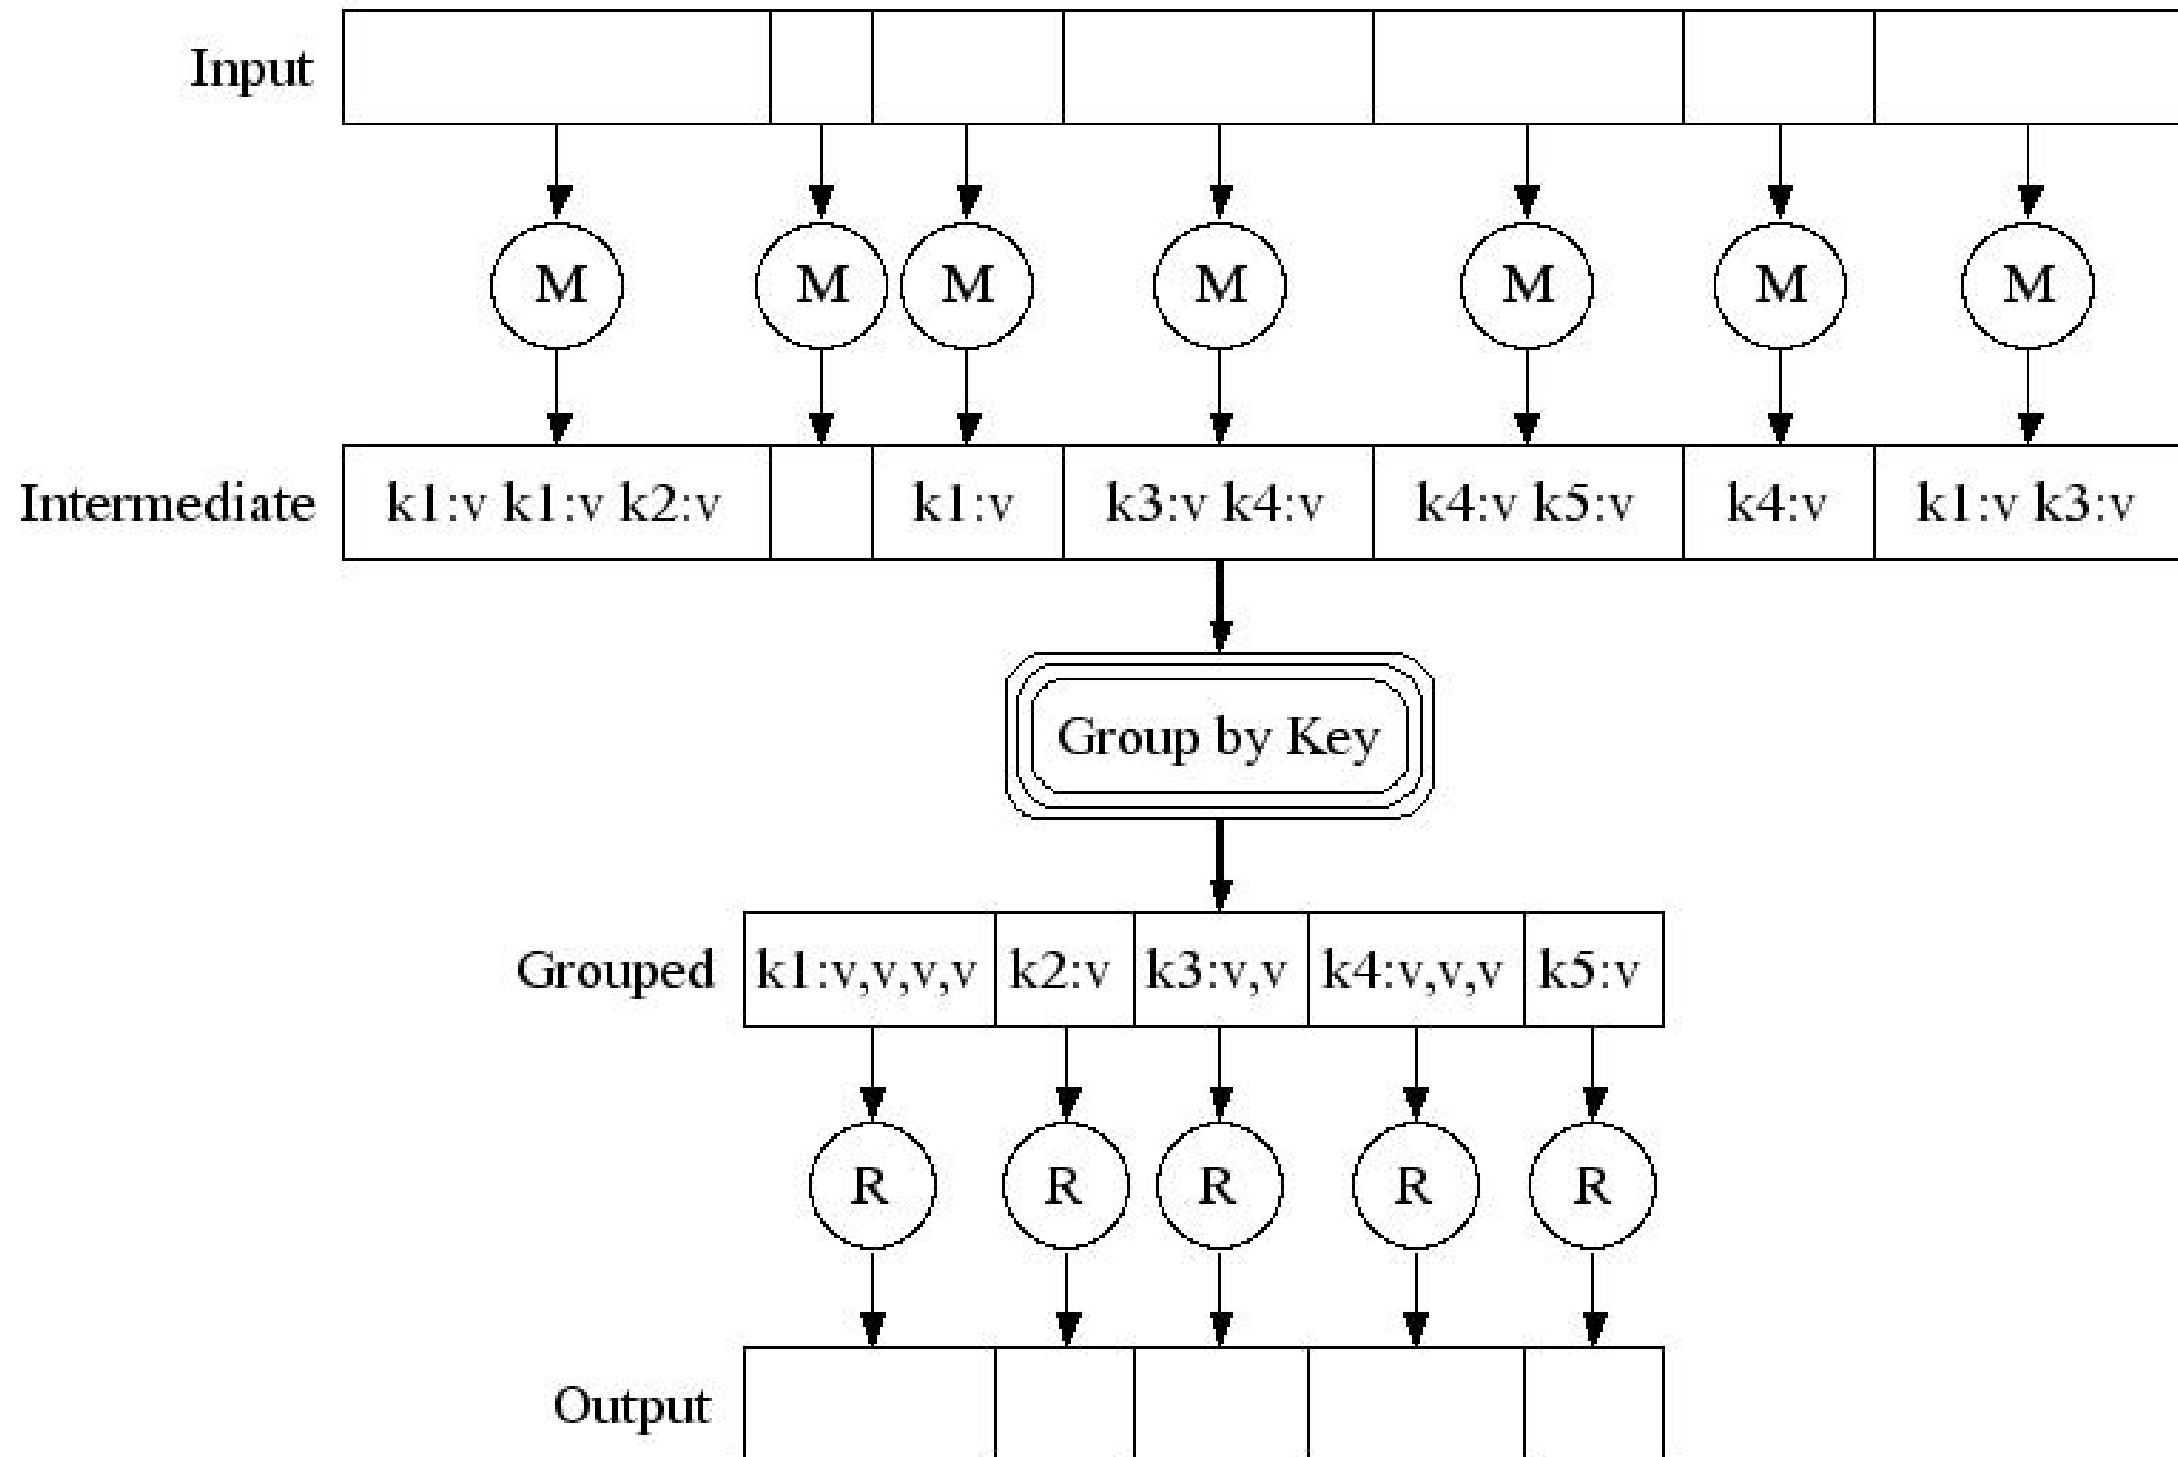 Input
M M M M M M M
Intermediate k1:v k1:v k2:v k1:v k3:v k4:v k4:v k5:v k4:v k1:v k3:v
Group by Key
Grouped k1:v,v,v,v k2:v k3:v,v k4:v,v,v k5:v
R R R R R
Output